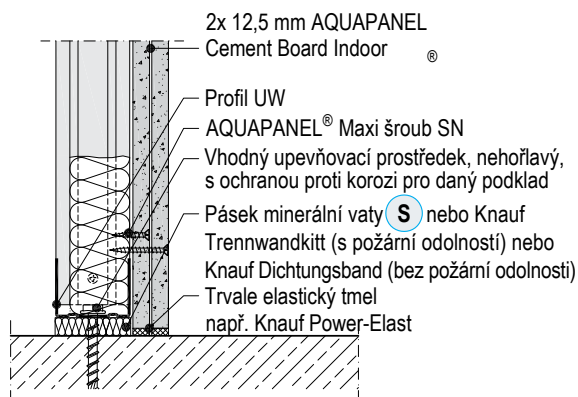 2x 12,5 mm AQUAPANEL
Cement Board Indoor ®
Profil UW
AQUAPANEL® Maxi šroub SN
Vhodný upevňovací prostředek, nehořlavý,
s ochranou proti korozi pro daný podklad
Pásek minerální vaty S nebo Knauf
Trennwandkitt (s požární odolností) nebo
Knauf Dichtungsband (bez požární odolnosti)
Trvale elastický tmel
např. Knauf Power-Elast